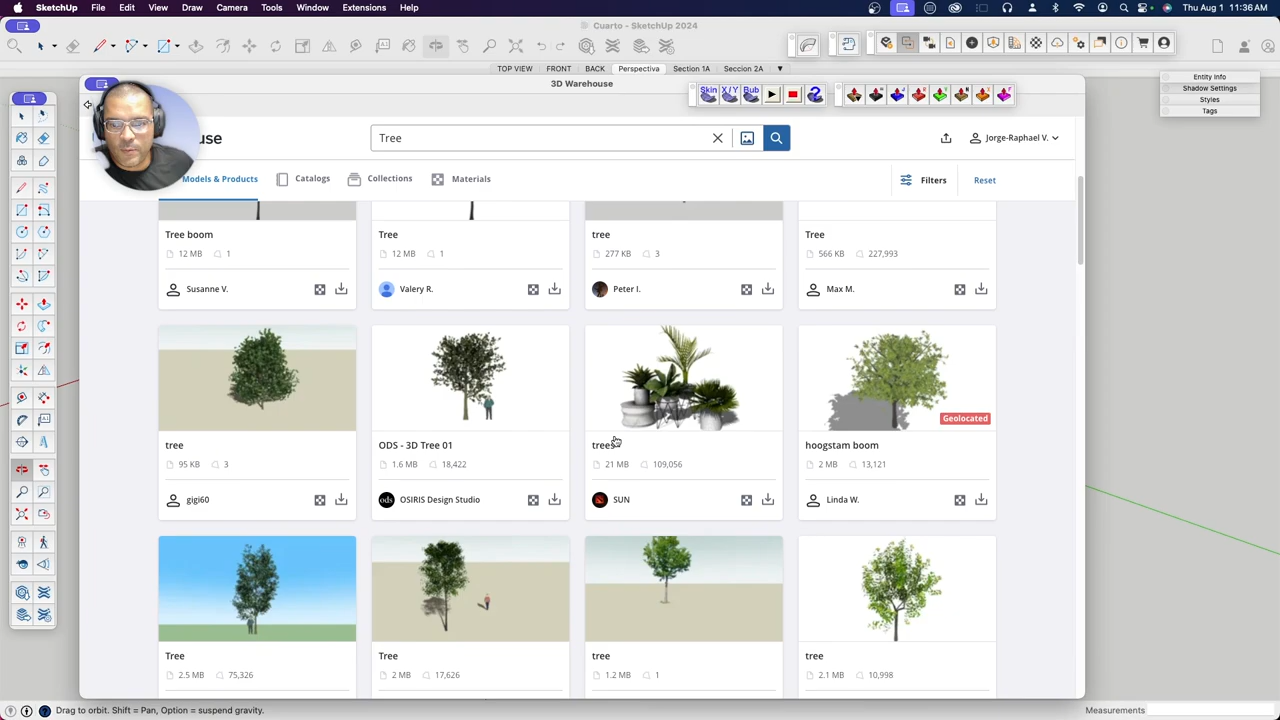 SketchUp File Edit View Draw Camera Tools Window Extensions Help Thu Aug 1 11:36 AM
Cuarto - SketchUp 2024
TOP VIEW FRONT BACK Perspectiva Section 1A Seccion 2A
3D Warehouse
Entity Info
Shadow Settings
Styles
Tags
Skin X/Y Bub
use
Tree
Jorge-Raphael V.
Models & Products Catalogs Collections Materials Filters Reset
Tree boom Tree tree Tree
12 MB 1 12 MB 1 277 KB 3 566 KB 227,993
Susanne V. Valery R. Peter I. Max M.
Geolocated
tree ODS - 3D Tree 01 trees hoogstam boom
95 KB 3 1.6 MB 18,422 21 MB 109,056 2 MB 13,121
gigi60 ods OSIRIS Design Studio SUN Linda W.
Tree Tree tree tree
2.5 MB 75,326 2 MB 17,626 1.2 MB 1 2.1 MB 10,998
Drag to orbit. Shift = Pan, Option = suspend gravity. Measurements